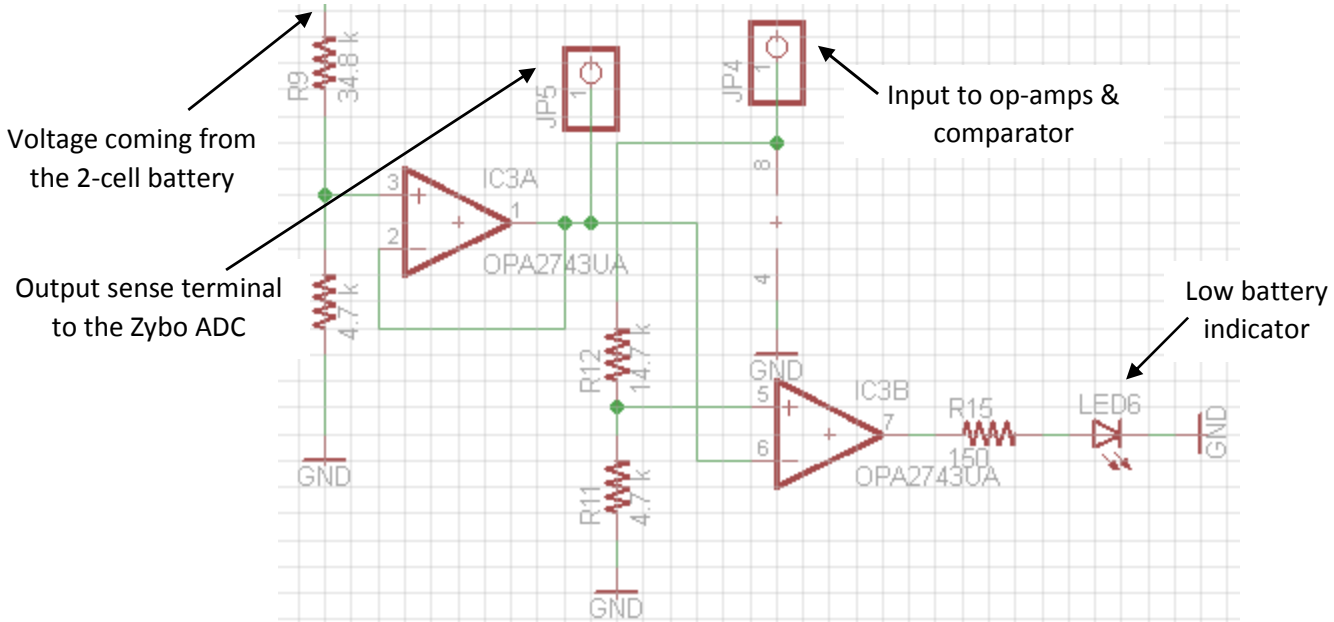 R9
34.8 k
JP5
1
JP4
1
Input to op-amps &
comparator
Voltage coming from
the 2-cell battery
8
3
IC3A
1
2
OPA2743UA
4
Output sense terminal
to the Zybo ADC
4.7 k
Low battery
indicator
R12
14.7 k
GND
5
IC3B
7
R15
LED6
GND
6
150
OPA2743UA
GND
R11
4.7 k
GND